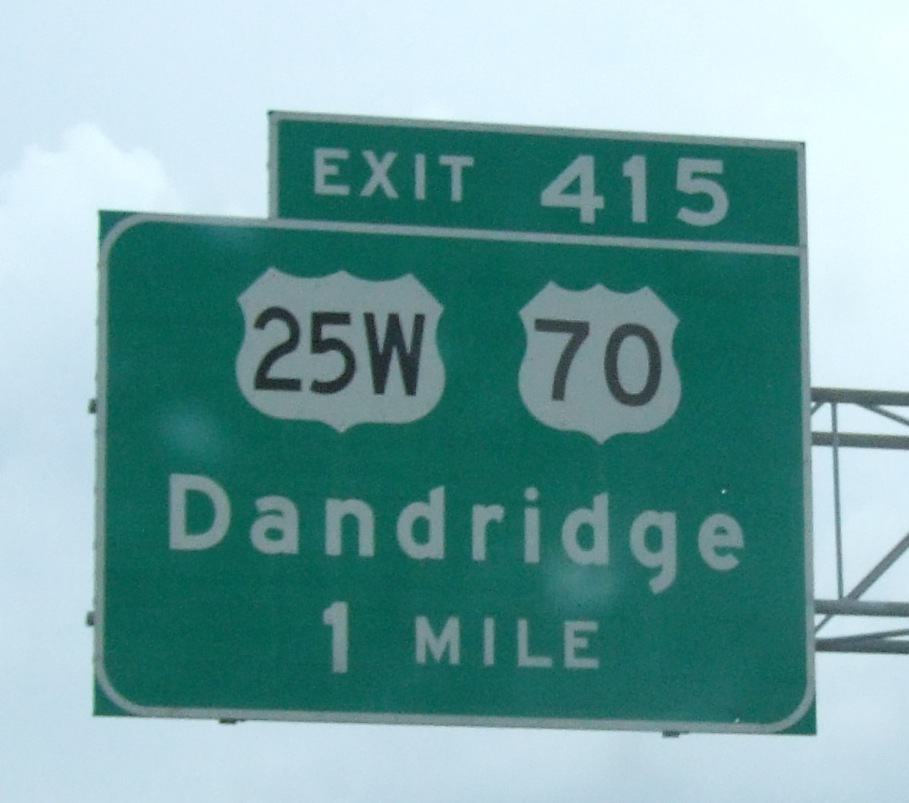 EXIT 415
25W 70
Dandridge
1 MILE